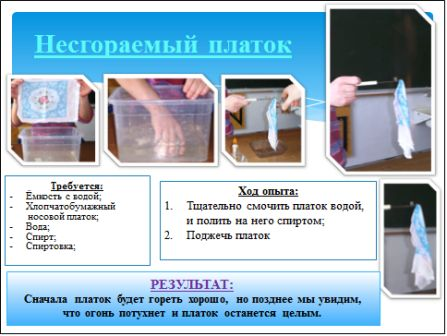 Несгораемый платок
Требуется:
- Ёмкость с водой;
- Хлопчатобумажный
носовой платок;
- Вода;
- Спирт;
- Спиртовка;
Ход опыта:
1. Тщательно смочить платок водой,
и полить на него спиртом;
2. Поджечь платок
РЕЗУЛЬТАТ:
Сначала платок будет гореть хорошо, но позднее мы увидим,
что огонь потухнет и платок останется целым.